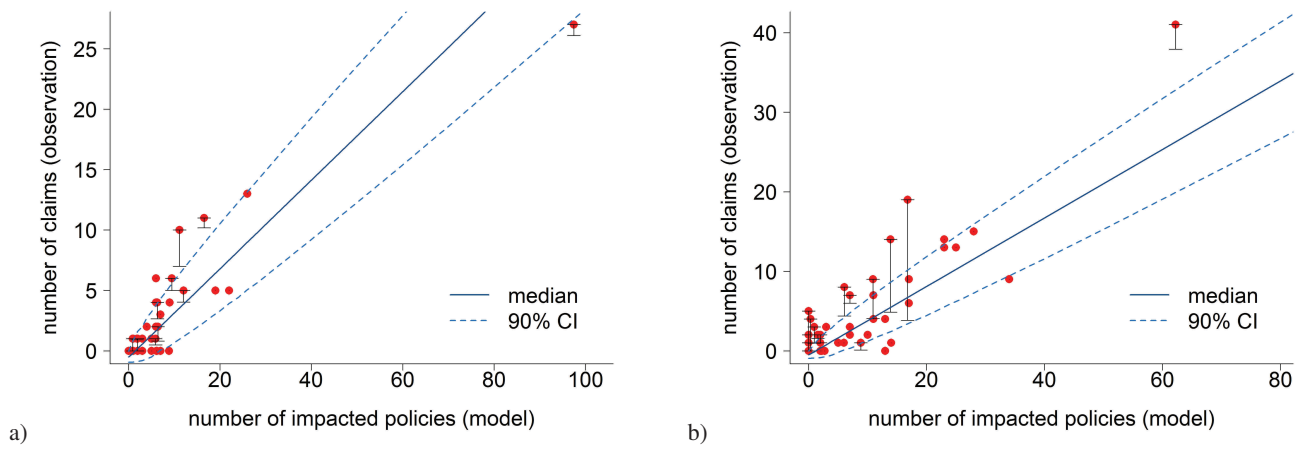 number of claims (observation)
25
20
15
10
5
0
0 20 40 60 80 100
number of impacted policies (model)
median
90% CI
a)
number of claims (observation)
40
30
20
10
0
0 20 40 60 80
number of impacted policies (model)
median
90% CI
b)